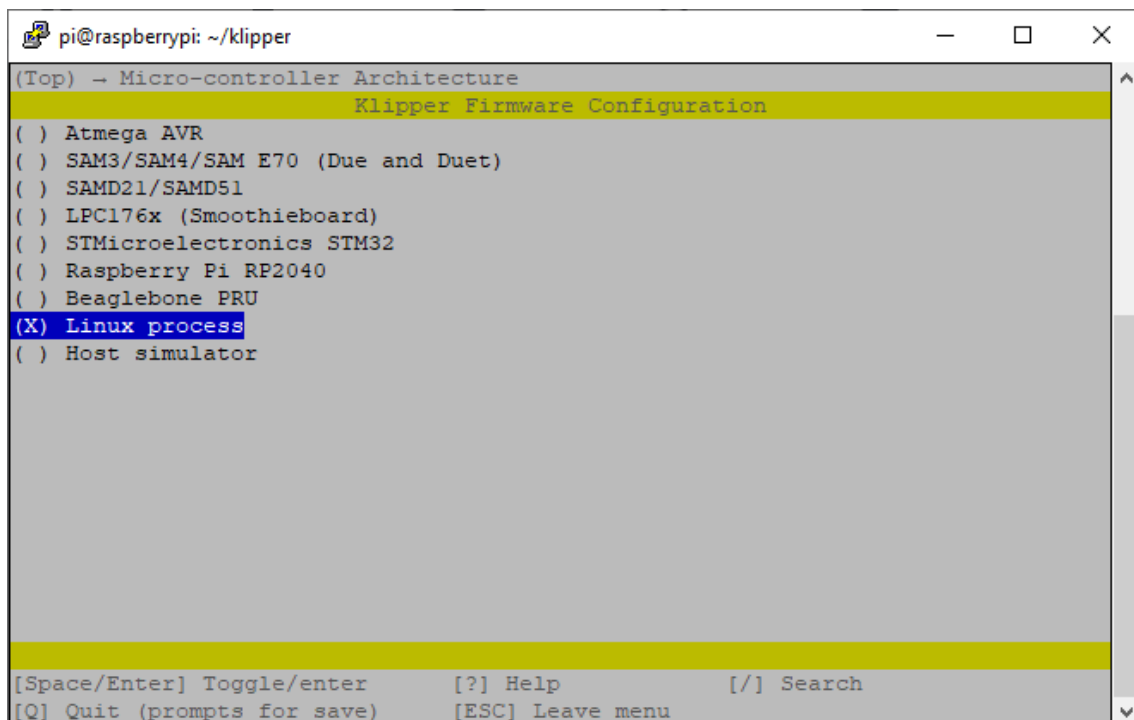 pi@raspberrypi: ~/klipper
(Top) → Micro-controller Architecture
Klipper Firmware Configuration
( ) Atmega AVR
( ) SAM3/SAM4/SAM E70 (Due and Duet)
( ) SAMD21/SAMD51
( ) LPC176x (Smoothieboard)
( ) STMicroelectronics STM32
( ) Raspberry Pi RP2040
( ) Beaglebone PRU
(X) Linux process
( ) Host simulator
[Space/Enter] Toggle/enter [?] Help [/] Search
[Q] Quit (prompts for save) [ESC] Leave menu